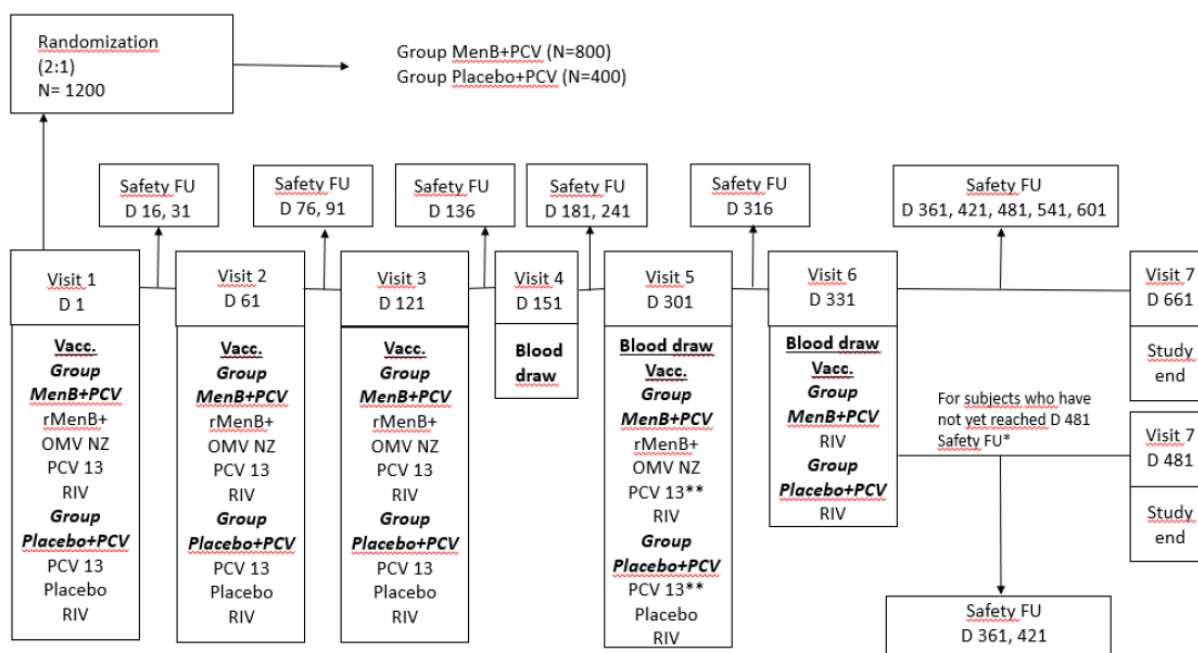 Randomization
(2:1)
N= 1200
Group MenB+PCV (N=800)
Group Placebo+PCV (N=400)
Safety FU
D 16, 31
Safety FU
D 76, 91
Safety FU
D 136
Safety FU
D 181, 241
Safety FU
D 316
Safety FU
D 361, 421, 481, 541, 601
Visit 1
D 1
Vacc.
Group
MenB+PCV
rMenB+
OMV NZ
PCV 13
RIV
Group
Placebo+PCV
PCV 13
Placebo
RIV
Visit 2
D 61
Vacc.
Group
MenB+PCV
rMenB+
OMV NZ
PCV 13
RIV
Group
Placebo+PCV
PCV 13
Placebo
RIV
Visit 3
D 121
Vacc.
Group
MenB+PCV
rMenB+
OMV NZ
PCV 13
RIV
Group
Placebo+PCV
PCV 13
Placebo
RIV
Visit 4
D 151
Blood
draw
Visit 5
D 301
Blood draw
Vacc.
Group
MenB+PCV
rMenB+
OMV NZ
PCV 13**
RIV
Group
Placebo+PCV
PCV 13**
Placebo
RIV
Visit 6
D 331
Blood draw
Vacc.
Group
MenB+PCV
RIV
Group
Placebo+PCV
RIV
For subjects who have
not yet reached D 481
Safety FU*
Visit 7
D 661
Study
end
Visit 7
D 481
Study
end
Safety FU
D 361, 421